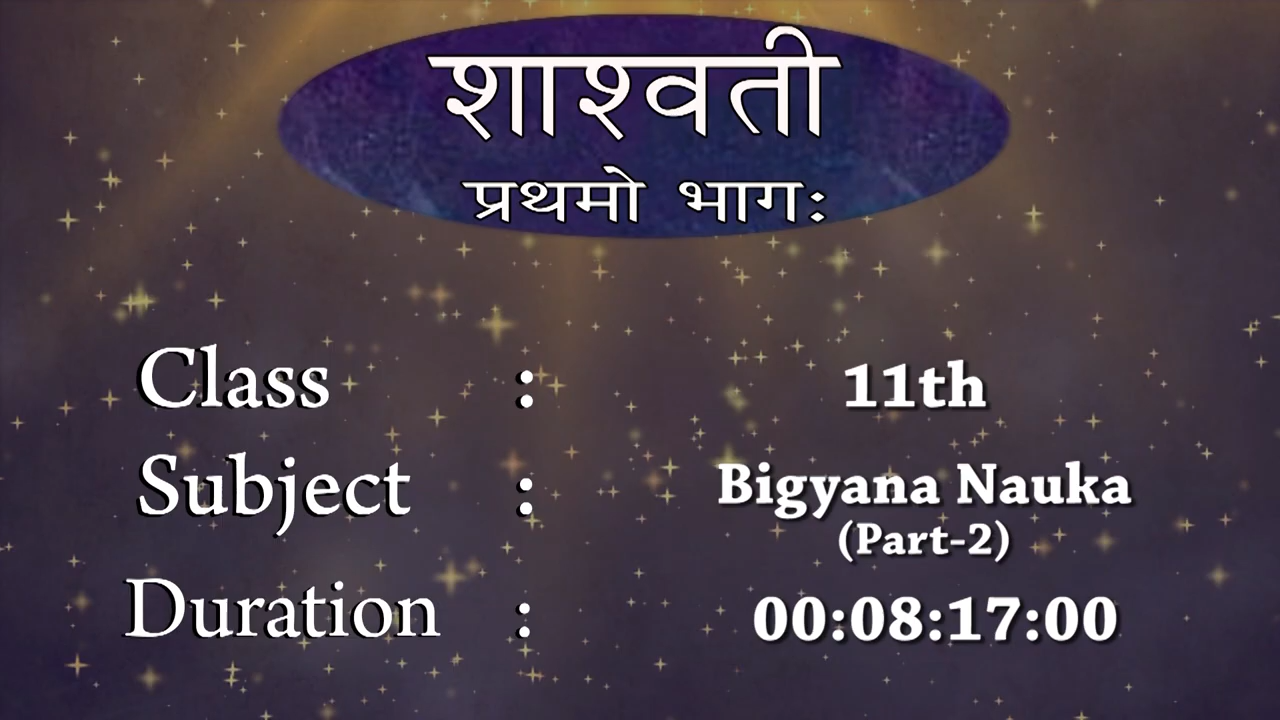 शाश्वती
प्रथमो भागः
Class : 11th
Subject : Bigyana Nauka
(Part-2)
Duration : 00:08:17:00